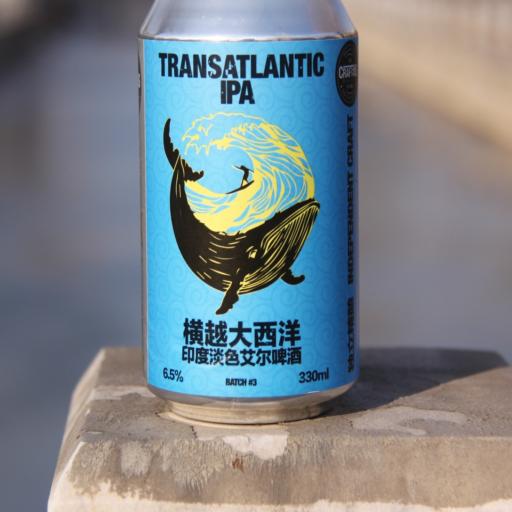 TRANSATLANTIC
IPA
横越大西洋
印度淡色艾尔啤酒
6.5%
BATCH #3
330ml
INDEPENDENT CRAFT